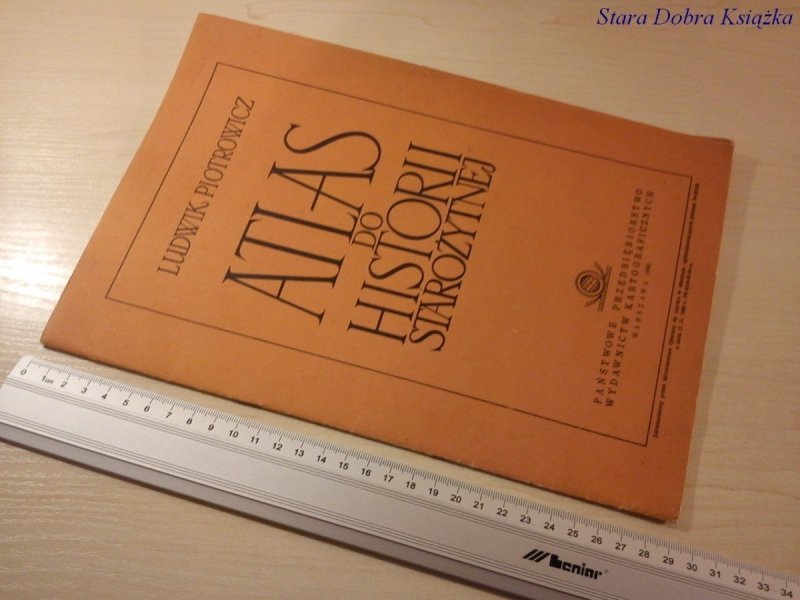 Stara Dobra Książka
LUDWIK PIOTROWICZ
ATLAS
DO
HISTORII
STAROŻYTNEJ
PAŃSTWOWE PRZEDSIĘBIORSTWO
WYDAWNICTW KARTOGRAFICZNYCH
WARSZAWA
0 1cm 2 3 4 5 6 7 8 9 10 11 12 13 14 15 16 17 18 19 20 21 22 23 24 25 26 27 28 29 30 31 32 33 34
Leniar